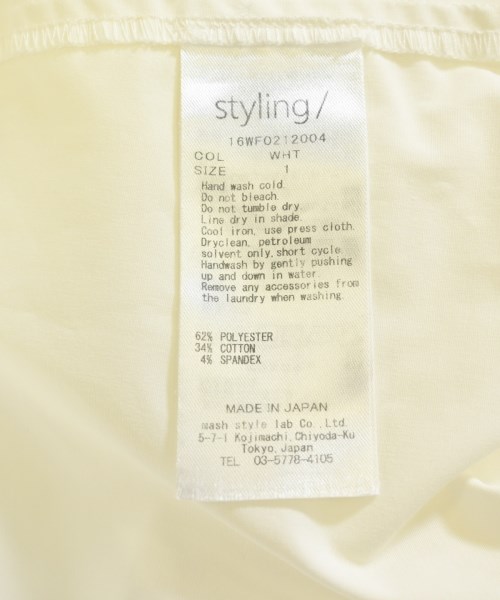 styling/
16WF0212004
COL WHT
SIZE 1
Hand wash cold.
Do not bleach.
Do not tumble dry.
Line dry in shade.
Cool iron, use press cloth.
Dryclean, petroleum
solvent only, short cycle.
Handwash by gently pushing
up and down in water.
Remove any accessories from
the laundry when washing.
62% POLYESTER
34% COTTON
4% SPANDEX
MADE IN JAPAN
mash style lab Co.,Ltd.
5-7-1 Kojimachi,Chiyoda-Ku
Tokyo,Japan
TEL 03-5778-4105